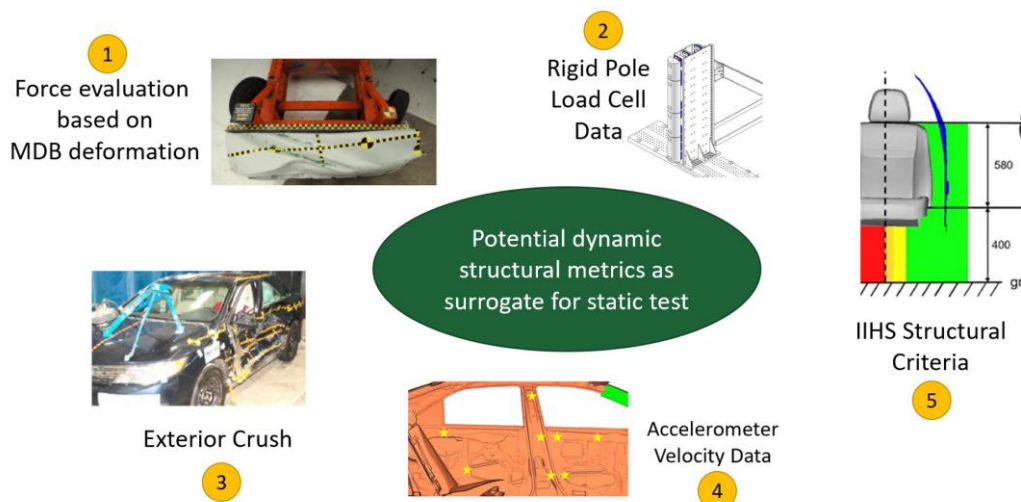 1
Force evaluation
based on
MDB deformation
2
Rigid Pole
Load Cell
Data
580
400
gr
IIHS Structural
Criteria
5
Potential dynamic
structural metrics as
surrogate for static test
Exterior Crush
3
Accelerometer
Velocity Data
4